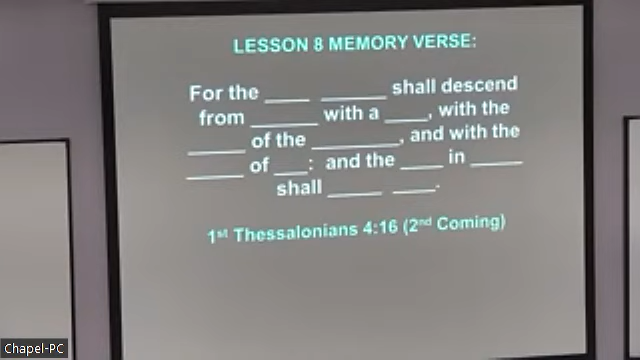 LESSON 8 MEMORY VERSE:
For the ____ ______ shall descend
from ______ with a ____, with the
_____ of the ________, and with the
_____ of ___: and the ____ in _____
shall _____ ____.
1st Thessalonians 4:16 (2nd Coming)
Chapel-PC